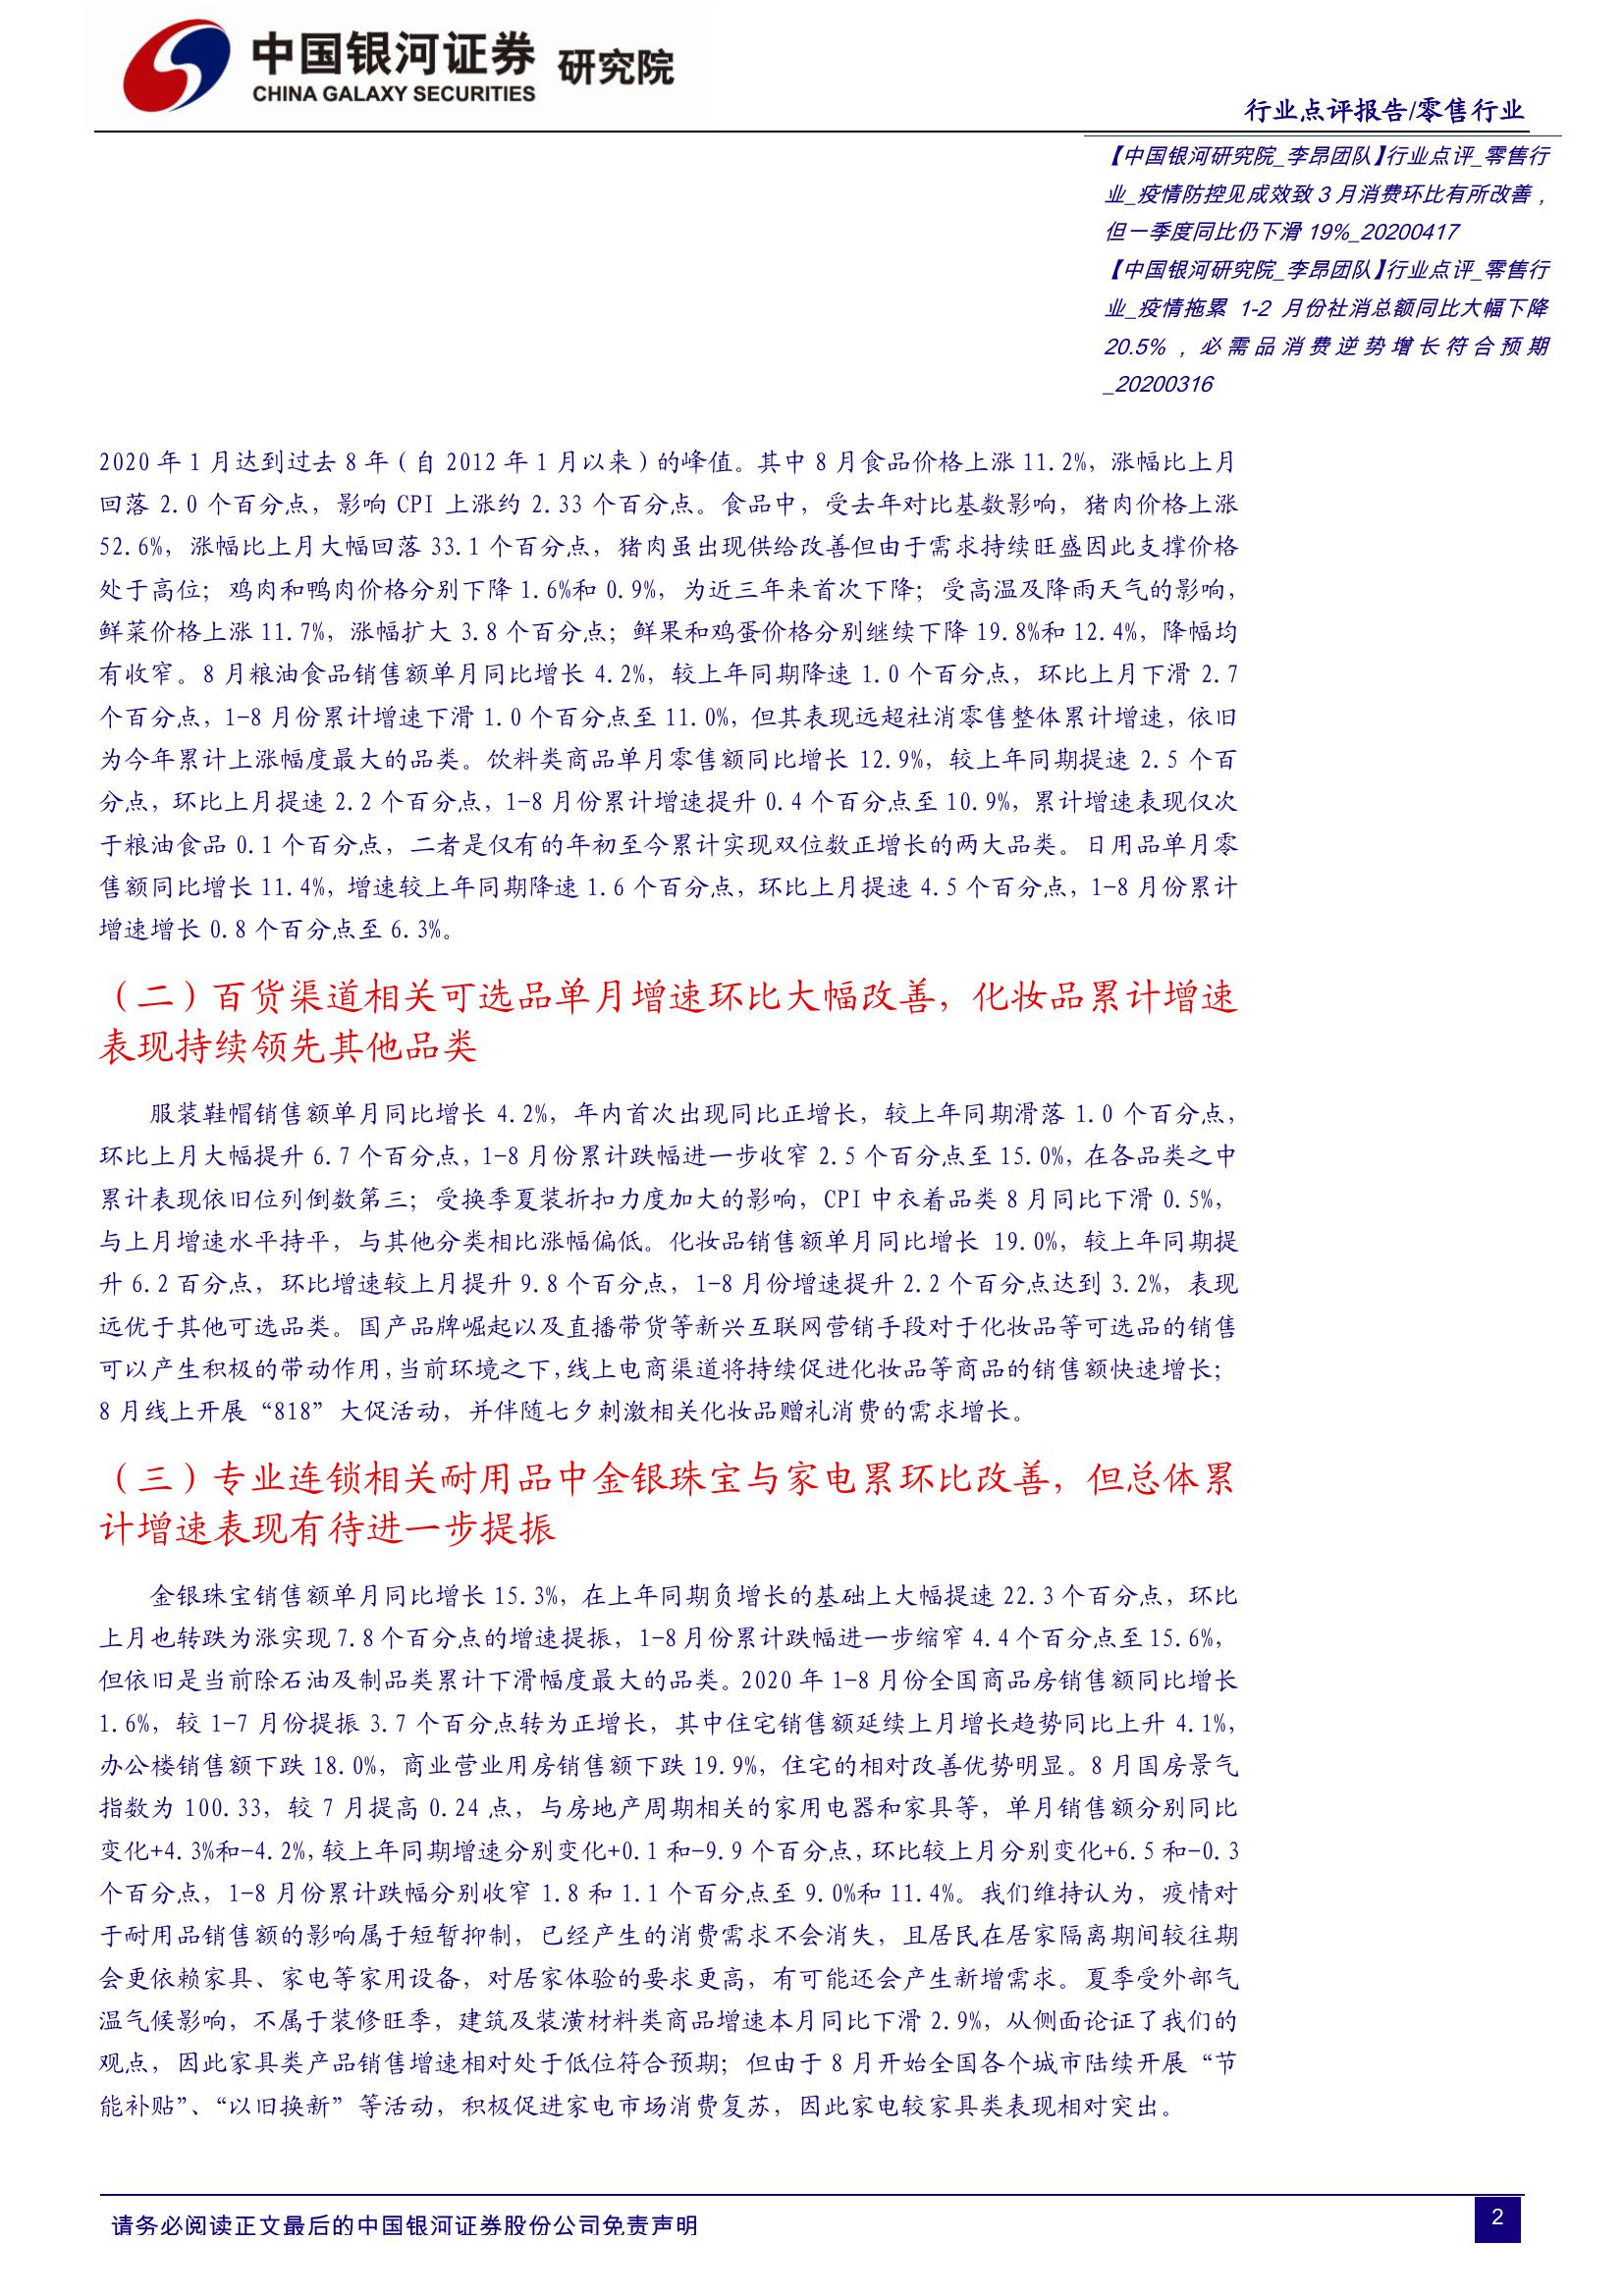 中国银河证券 研究院
CHINA GALAXY SECURITIES
行业点评报告/零售行业
【中国银河研究院_李昂团队】行业点评_零售行
业_疫情防控见成效致 3 月消费环比有所改善，
但一季度同比仍下滑 19%_20200417
【中国银河研究院_李昂团队】行业点评_零售行
业_疫情拖累 1-2 月份社消总额同比大幅下降
20.5%，必需品消费逆势增长符合预期
_20200316
2020 年 1 月达到过去 8 年（自 2012 年 1 月以来）的峰值。其中 8 月食品价格上涨 11.2%，涨幅比上月
回落 2.0 个百分点，影响 CPI 上涨约 2.33 个百分点。食品中，受去年对比基数影响，猪肉价格上涨
52.6%，涨幅比上月大幅回落 33.1 个百分点，猪肉虽出现供给改善但由于需求持续旺盛因此支撑价格
处于高位；鸡肉和鸭肉价格分别下降 1.6%和 0.9%，为近三年来首次下降；受高温及降雨天气的影响，
鲜菜价格上涨 11.7%，涨幅扩大 3.8 个百分点；鲜果和鸡蛋价格分别继续下降 19.8%和 12.4%，降幅均
有收窄。8 月粮油食品销售额单月同比增长 4.2%，较上年同期降速 1.0 个百分点，环比上月下滑 2.7
个百分点，1-8 月份累计增速下滑 1.0 个百分点至 11.0%，但其表现远超社消零售整体累计增速，依旧
为今年累计上涨幅度最大的品类。饮料类商品单月零售额同比增长 12.9%，较上年同期提速 2.5 个百
分点，环比上月提速 2.2 个百分点，1-8 月份累计增速提升 0.4 个百分点至 10.9%，累计增速表现仅次
于粮油食品 0.1 个百分点，二者是仅有的年初至今累计实现双位数正增长的两大品类。日用品单月零
售额同比增长 11.4%，增速较上年同期降速 1.6 个百分点，环比上月提速 4.5 个百分点，1-8 月份累计
增速增长 0.8 个百分点至 6.3%。
（二）百货渠道相关可选品单月增速环比大幅改善，化妆品累计增速
表现持续领先其他品类
服装鞋帽销售额单月同比增长 4.2%，年内首次出现同比正增长，较上年同期滑落 1.0 个百分点，
环比上月大幅提升 6.7 个百分点，1-8 月份累计跌幅进一步收窄 2.5 个百分点至 15.0%，在各品类之中
累计表现依旧位列倒数第三；受换季夏装折扣力度加大的影响，CPI 中衣着品类 8 月同比下滑 0.5%，
与上月增速水平持平，与其他分类相比涨幅偏低。化妆品销售额单月同比增长 19.0%，较上年同期提
升 6.2 百分点，环比增速较上月提升 9.8 个百分点，1-8 月份增速提升 2.2 个百分点达到 3.2%，表现
远优于其他可选品类。国产品牌崛起以及直播带货等新兴互联网营销手段对于化妆品等可选品的销售
可以产生积极的带动作用，当前环境之下，线上电商渠道将持续促进化妆品等商品的销售额快速增长；
8 月线上开展“818”大促活动，并伴随七夕刺激相关化妆品赠礼消费的需求增长。
（三）专业连锁相关耐用品中金银珠宝与家电累环比改善，但总体累
计增速表现有待进一步提振
金银珠宝销售额单月同比增长 15.3%，在上年同期负增长的基础上大幅提速 22.3 个百分点，环比
上月也转跌为涨实现 7.8 个百分点的增速提振，1-8 月份累计跌幅进一步缩窄 4.4 个百分点至 15.6%，
但依旧是当前除石油及制品类累计下滑幅度最大的品类。2020 年 1-8 月份全国商品房销售额同比增长
1.6%，较 1-7 月份提振 3.7 个百分点转为正增长，其中住宅销售额延续上月增长趋势同比上升 4.1%，
办公楼销售额下跌 18.0%，商业营业用房销售额下跌 19.9%，住宅的相对改善优势明显。8 月国房景气
指数为 100.33，较 7 月提高 0.24 点，与房地产周期相关的家用电器和家具等，单月销售额分别同比
变化+4.3%和-4.2%，较上年同期增速分别变化+0.1 和-9.9 个百分点，环比较上月分别变化+6.5 和-0.3
个百分点，1-8 月份累计跌幅分别收窄 1.8 和 1.1 个百分点至 9.0%和 11.4%。我们维持认为，疫情对
于耐用品销售额的影响属于短暂抑制，已经产生的消费需求不会消失，且居民在居家隔离期间较往期
会更依赖家具、家电等家用设备，对居家体验的要求更高，有可能还会产生新增需求。夏季受外部气
温气候影响，不属于装修旺季，建筑及装潢材料类商品增速本月同比下滑 2.9%，从侧面论证了我们的
观点，因此家具类产品销售增速相对处于低位符合预期；但由于 8 月开始全国各个城市陆续开展“节
能补贴”、“以旧换新”等活动，积极促进家电市场消费复苏，因此家电较家具类表现相对突出。
请务必阅读正文最后的中国银河证券股份公司免责声明
2